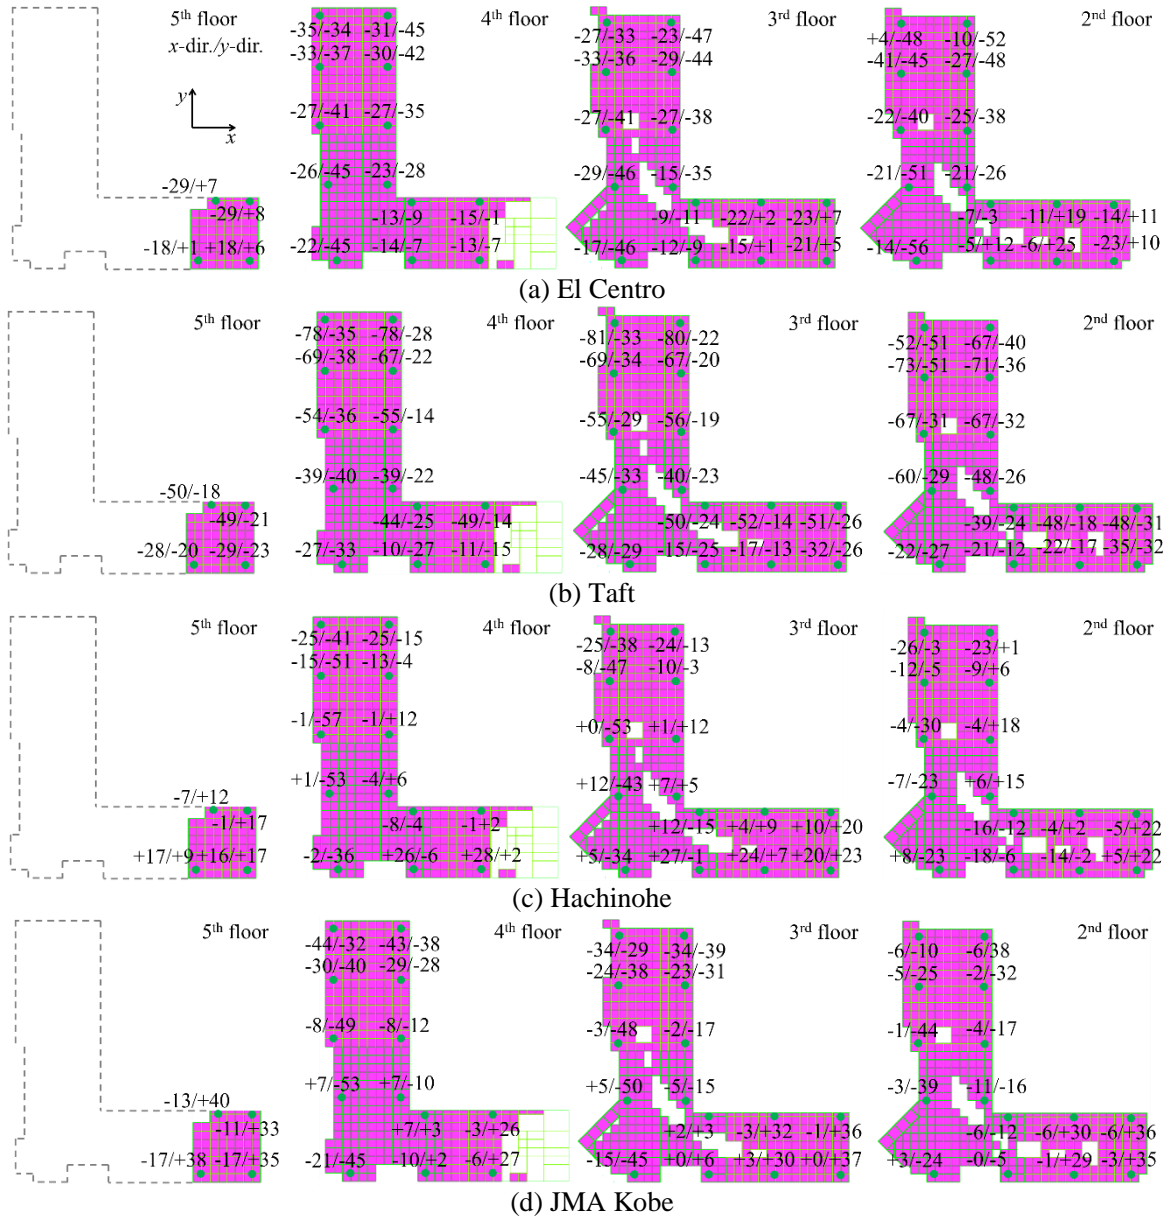 5th floor
4th floor
3rd floor
2nd floor
x-dir./y-dir.
y
x
-29/+7
-29/+8
-18/+1 +18/+6
-35/-34 -31/-45
-33/-37 -30/-42
-27/-41 -27/-35
-26/-45 -23/-28
-13/-9 -15/-1
-22/-45 -14/-7 -13/-7
-27/-33 -23/-47
-33/-36 -29/-44
-27/-41 -27/-38
-29/-46 -15/-35
-9/-11 -22/+2 -23/+7
-17/-46 -12/-9 -15/+1 -21/+5
+4/-48 -10/-52
-41/-45 -27/-48
-22/-40 -25/-38
-21/-51 -21/-26
-7/-3 -11/+19 -14/+11
-14/-56 -5/+12 -6/+25 -23/+10
(a) El Centro
5th floor
4th floor
3rd floor
2nd floor
-50/-18
-49/-21
-28/-20 -29/-23
-78/-35 -78/-28
-69/-38 -67/-22
-54/-36 -55/-14
-39/-40 -39/-22
-44/-25 -49/-14
-27/-33 -10/-27 -11/-15
-81/-33 -80/-22
-69/-34 -67/-20
-55/-29 -56/-19
-45/-33 -40/-23
-50/-24 -52/-14 -51/-26
-28/-29 -15/-25 -17/-13 -32/-26
-52/-51 -67/-40
-73/-51 -71/-36
-67/-31 -67/-32
-60/-29 -48/-26
-39/-24 -48/-18 -48/-31
-22/-27 -21/-12 -22/-17 -35/-32
(b) Taft
5th floor
4th floor
3rd floor
2nd floor
-7/+12
-1/+17
+17/+9 +16/+17
-25/-41 -25/-15
-15/-51 -13/-4
-1/-57 -1/+12
+1/-53 -4/+6
-8/-4 -1+2
-2/-36 +26/-6 +28/+2
-25/-38 -24/-13
-8/-47 -10/-3
+0/-53 +1/+12
+12/-43 +7/+5
+12/-15 +4/+9 +10/+20
+5/-34 +27/-1 +24/+7 +20/+23
-26/-3 -23/+1
-12/-5 -9/+6
-4/-30 -4/+18
-7/-23 +6/+15
-16/-12 -4/+2 -5/+22
+8/-23 -18/-6 -14/-2 +5/+22
(c) Hachinohe
5th floor
4th floor
3rd floor
2nd floor
-13/+40
-11/+33
-17/+38 -17/+35
-44/-32 -43/-38
-30/-40 -29/-28
-8/-49 -8/-12
+7/-53 +7/-10
+7/+3 -3/+26
-21/-45 -10/+2 -6/+27
-34/-29 -34/-39
-24/-38 -23/-31
-3/-48 -2/-17
+5/-50 -5/-15
+2/+3 -3/+32 -1/+36
-15/-45 +0/+6 +3/+30 +0/+37
-6/-10 -6/38
-5/-25 -2/-32
-1/-44 -4/-17
-3/-39 -11/-16
-6/-12 -6/+30 -6/+36
+3/-24 -0/-5 -1/+29 -3/+35
(d) JMA Kobe